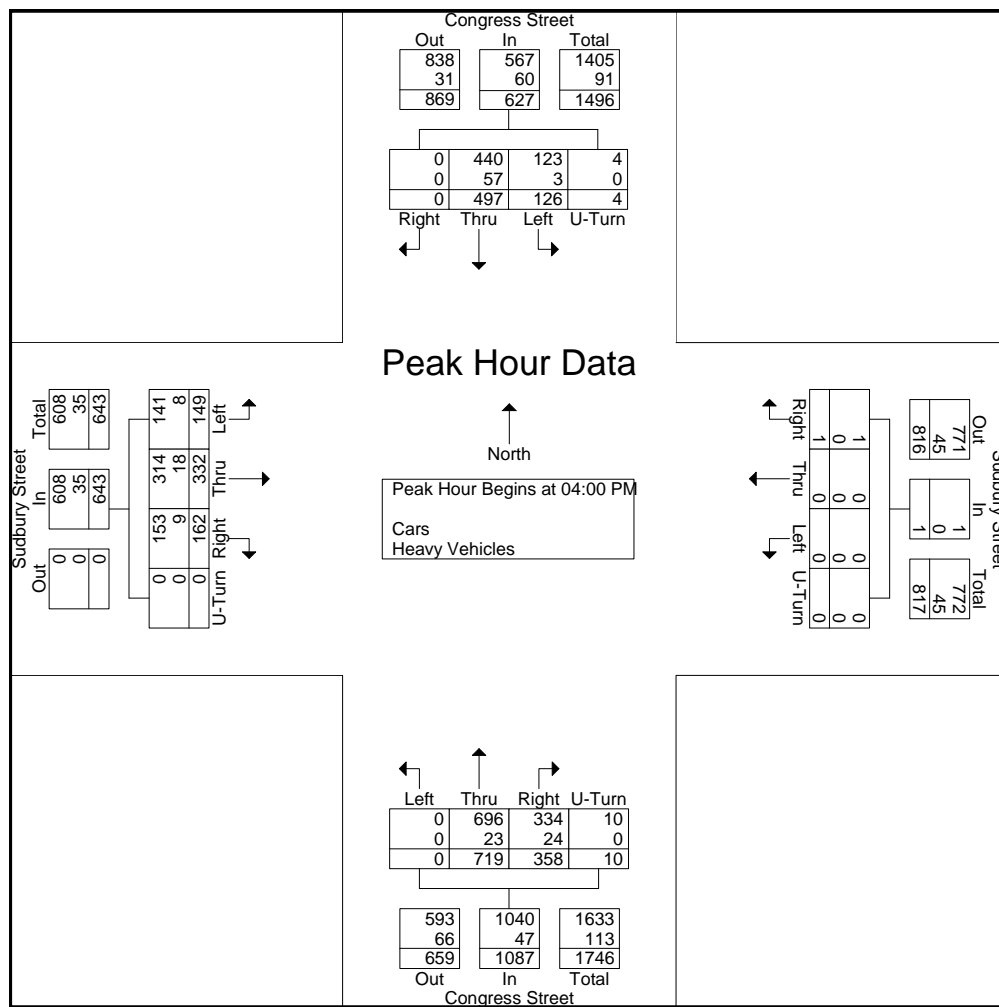 Congress Street
Out In Total
838 567 1405
31 60 91
869 627 1496
0 440 123 4
0 57 3 0
0 497 126 4
Right Thru Left U-Turn
Peak Hour Data
North
Peak Hour Begins at 04:00 PM
Cars
Heavy Vehicles
Sudbury Street
Out In Total
0 608 608
0 35 35
0 643 643
U-Turn Right Thru Left
0 153 314 141
0 9 18 8
0 162 332 149
Sudbury Street
Out In Total
771 1 772
45 0 45
816 1 817
Right Thru Left U-Turn
1 0 0 0
0 0 0 0
1 0 0 0
Left Thru Right U-Turn
0 696 334 10
0 23 24 0
0 719 358 10
593 1040 1633
66 47 113
659 1087 1746
Out In Total
Congress Street